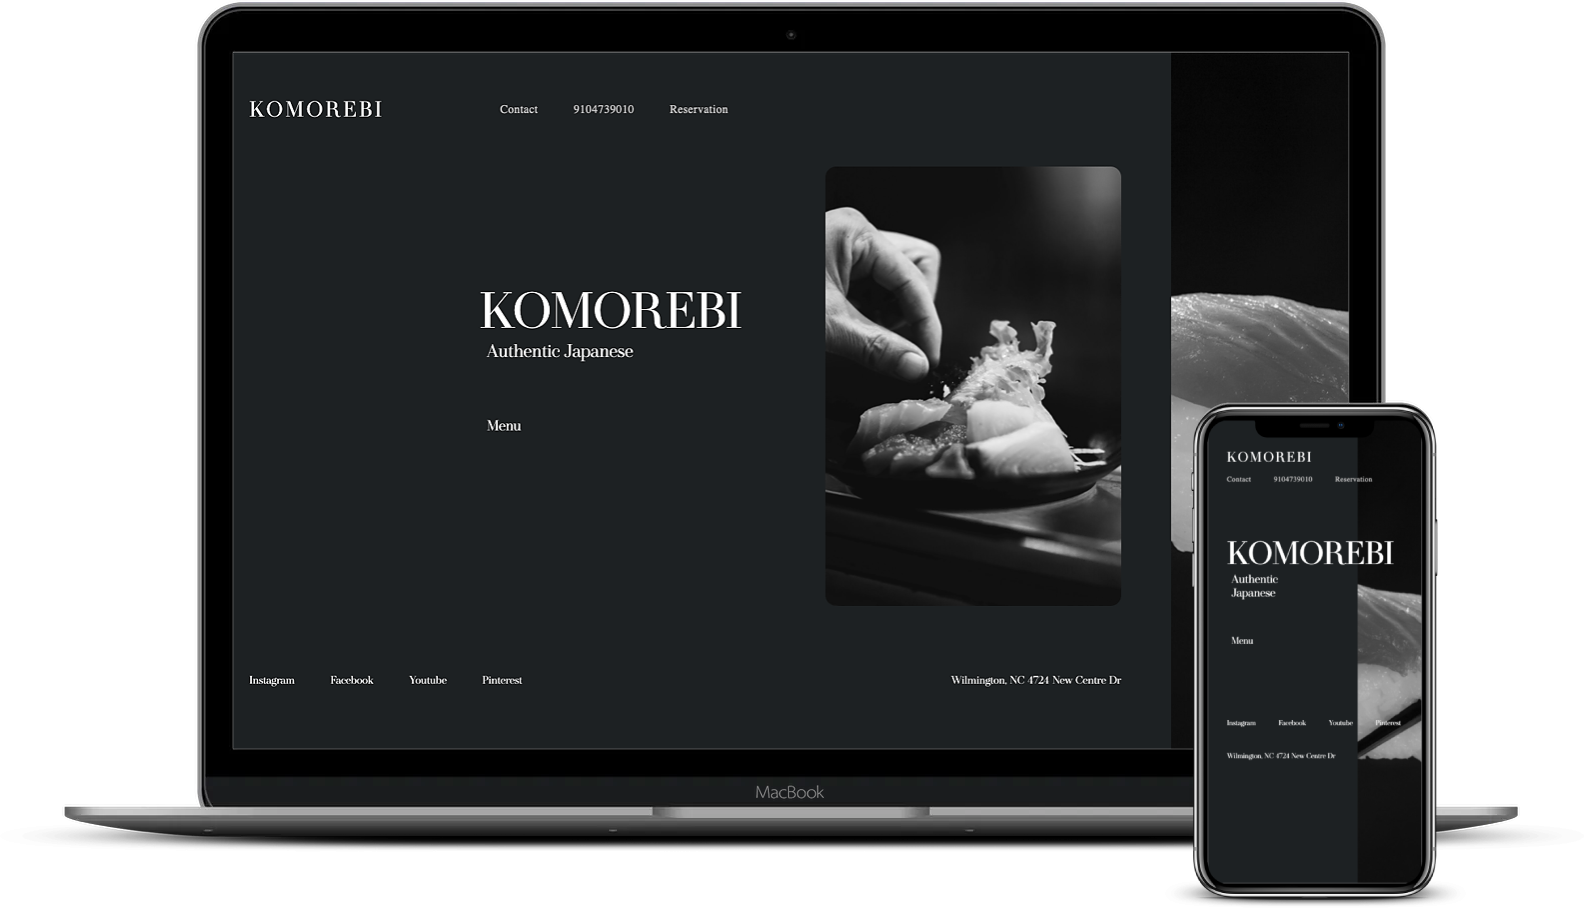 KOMOREBI
Contact 9104739010 Reservation
KOMOREBI
Authentic Japanese
Menu
Instagram Facebook Youtube Pinterest
Wilmington, NC 4724 New Centre Dr
MacBook
KOMOREBI
Contact 9104739010 Reservation
KOMOREBI
Authentic
Japanese
Menu
Instagram Facebook Youtube Pinterest
Wilmington, NC 4724 New Centre Dr